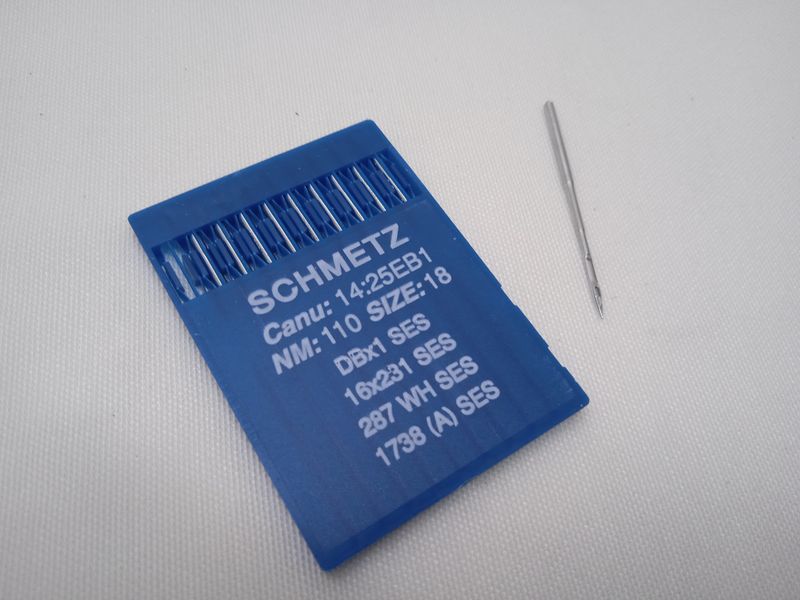 SCHMETZ
Canu: 14:25EB1
NM: 110 SIZE: 18
DBx1 SES
16x231 SES
287 WH SES
1738 (A) SES